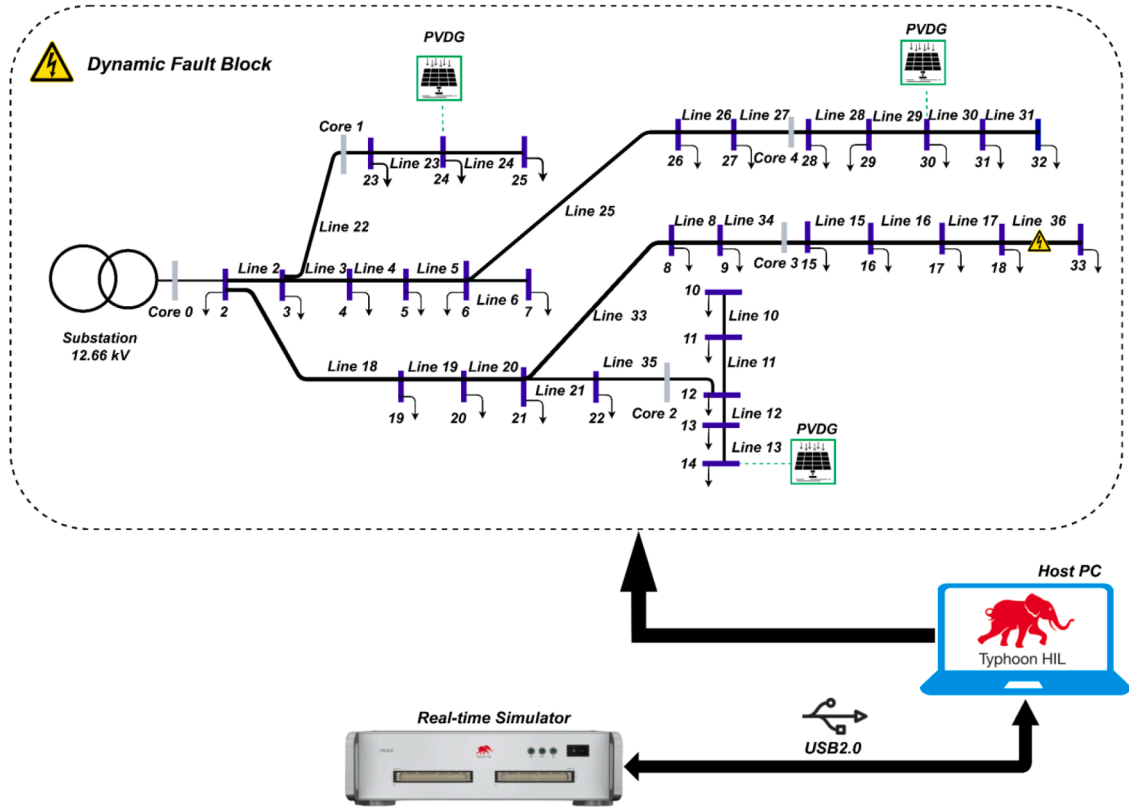 Dynamic Fault Block
PVDG
PVDG
Core 1
Line 23
Line 24
23
24
25
Line 22
Line 26
Line 27
Line 28
Line 29
Line 30
Line 31
Core 4
26
27
28
29
30
31
32
Line 25
Substation
12.66 kV
Core 0
Line 2
Line 3
Line 4
Line 5
Line 6
2
3
4
5
6
7
Line 8
Line 34
Line 15
Line 16
Line 17
Line 36
Core 3
8
9
15
16
17
18
33
Line 33
Line 18
Line 19
Line 20
Line 21
Line 35
Core 2
19
20
21
22
10
Line 10
11
Line 11
12
Line 12
13
Line 13
14
PVDG
Host PC
Typhoon HIL
USB2.0
Real-time Simulator